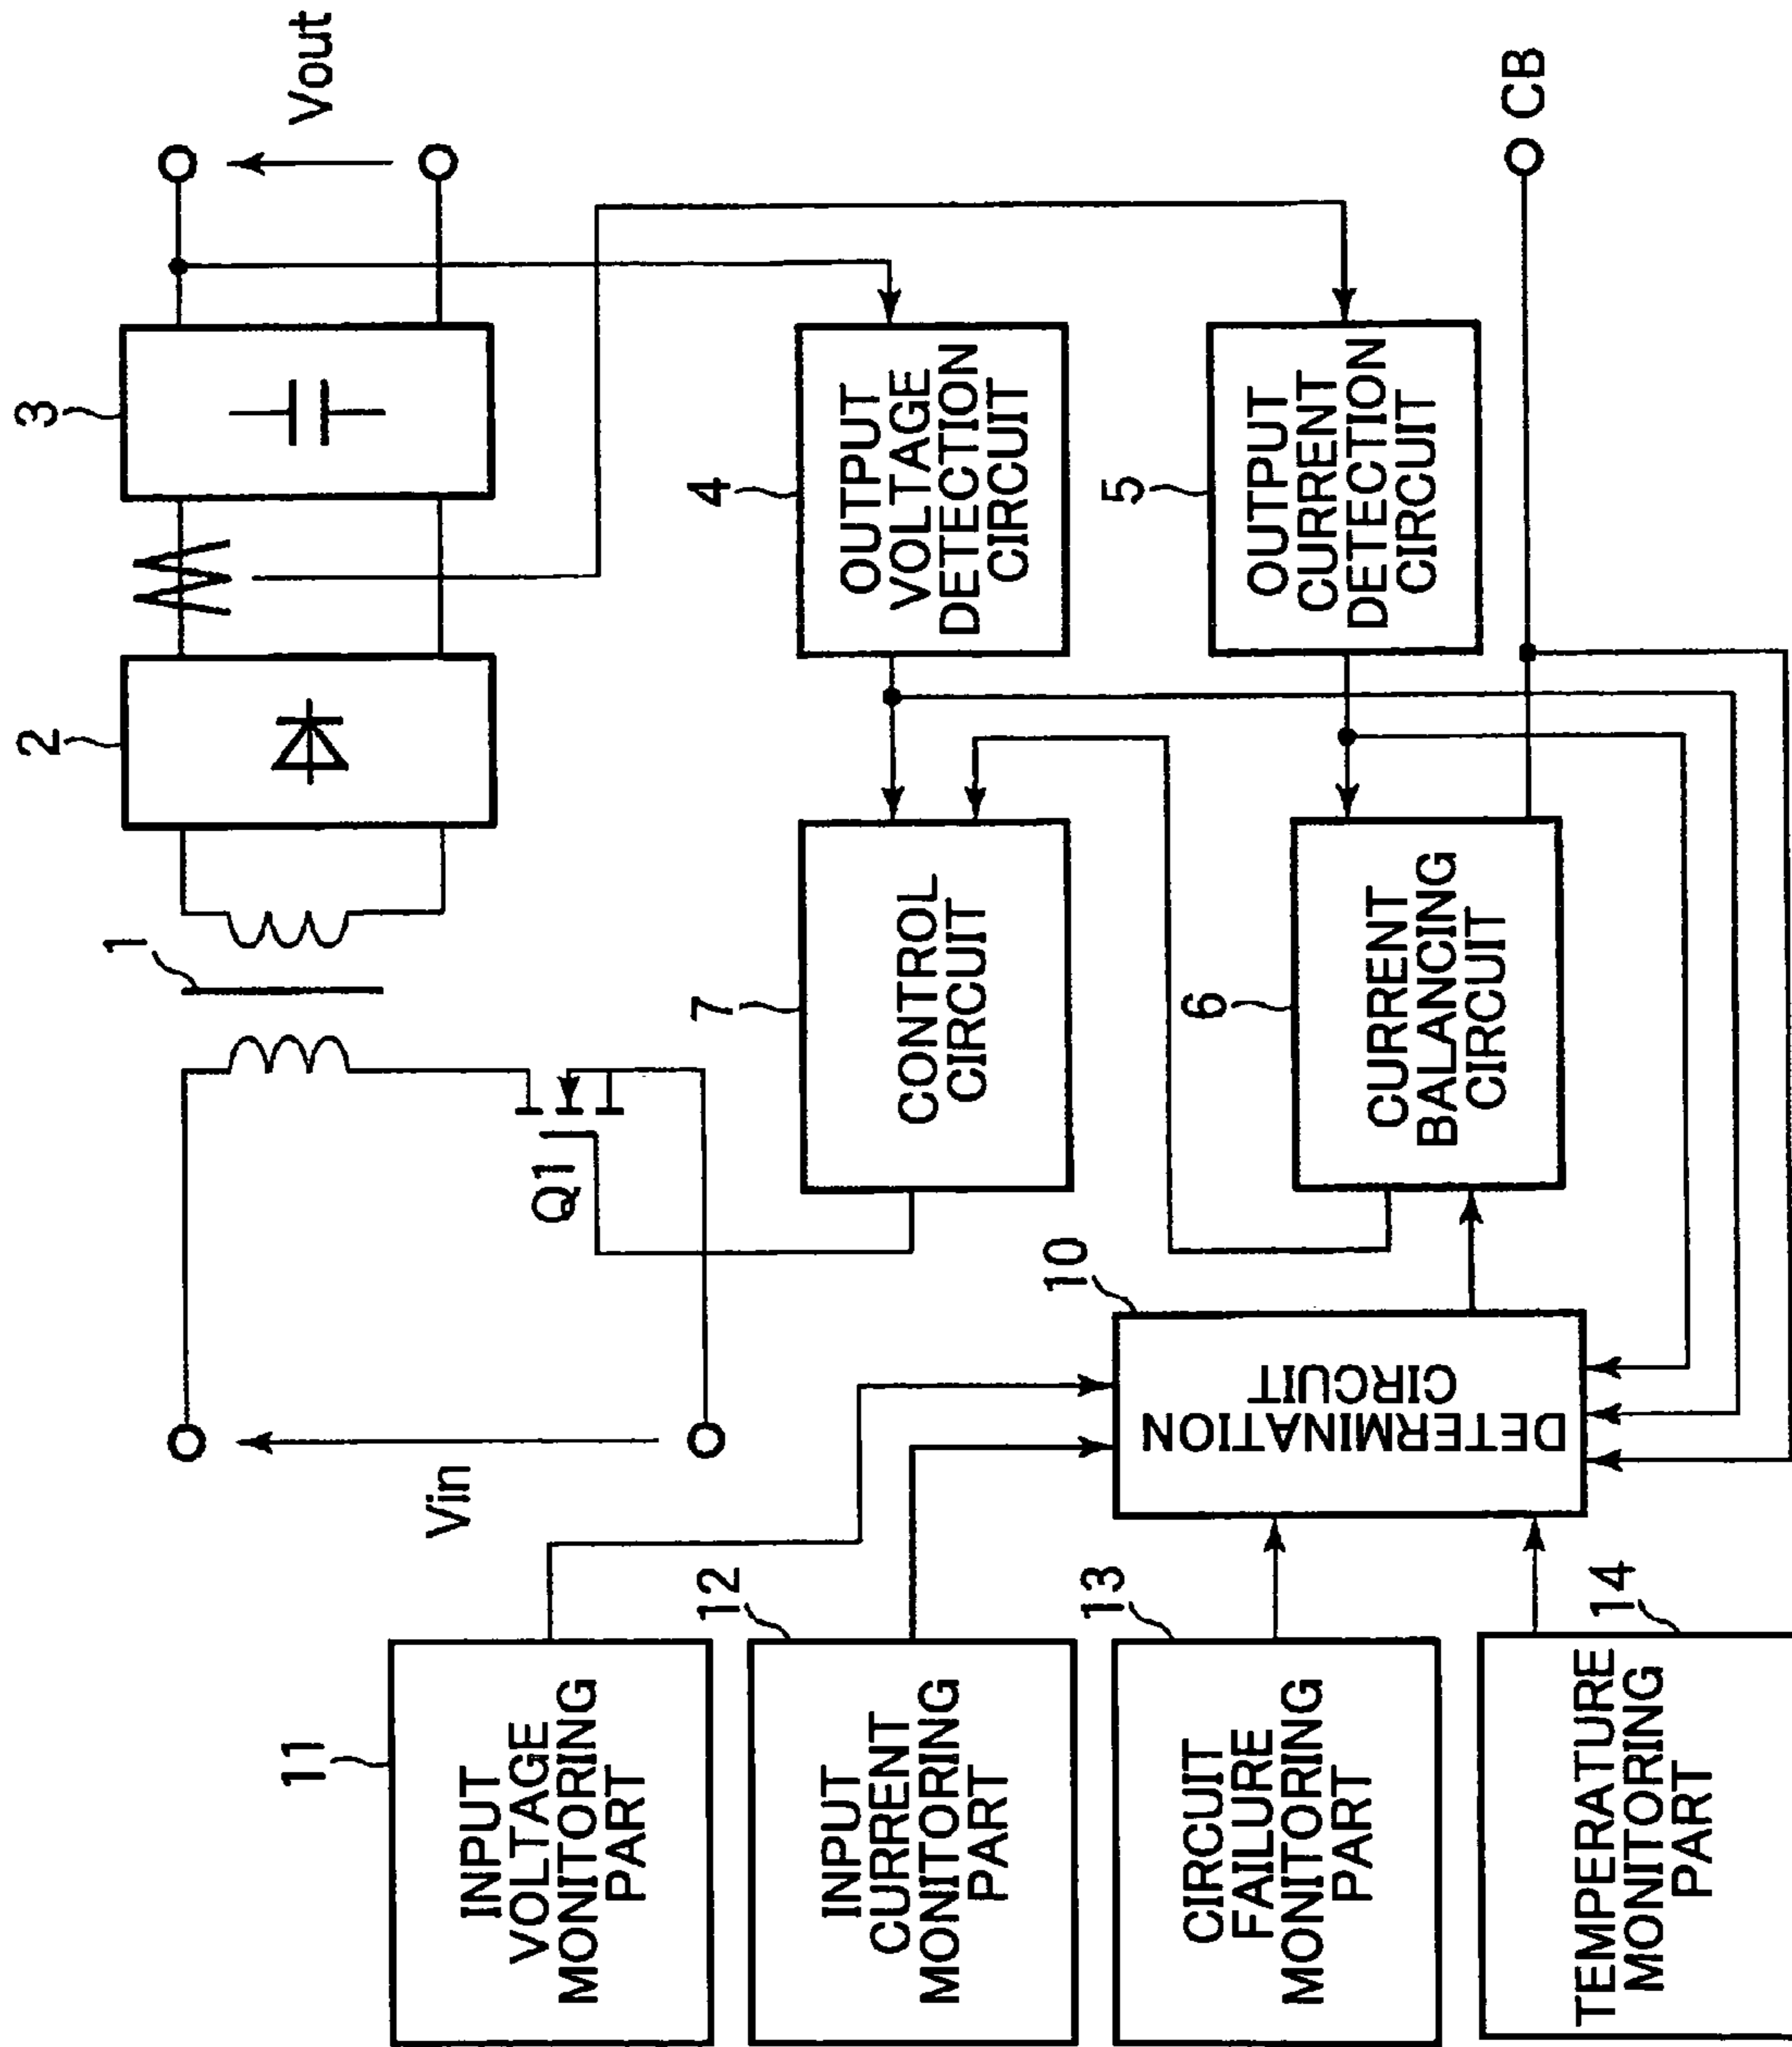 1
2
3
Vout
Vin
Q1
4
OUTPUT
VOLTAGE
DETECTION
CIRCUIT
7
CONTROL
CIRCUIT
5
OUTPUT
CURRENT
DETECTION
CIRCUIT
6
CURRENT
BALANCING
CIRCUIT
CB
10
DETERMINATION
CIRCUIT
11
INPUT
VOLTAGE
MONITORING
PART
12
INPUT
CURRENT
MONITORING
PART
13
CIRCUIT
FAILURE
MONITORING
PART
14
TEMPERATURE
MONITORING
PART